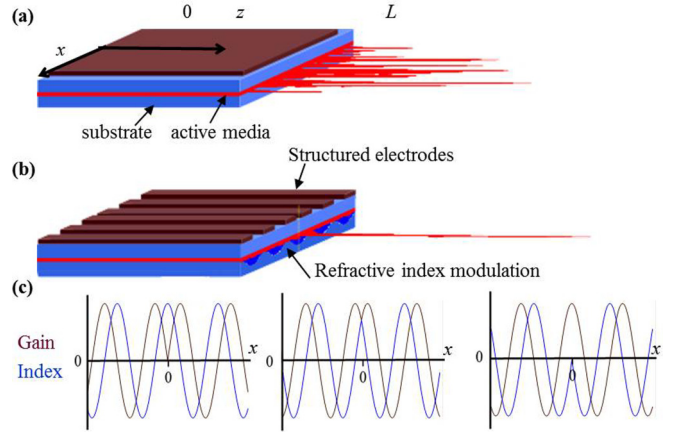 (a) 0 z L
x
substrate active media
(b) Structured electrodes
Refractive index modulation
(c)
Gain
Index
0 x 0
0 x 0
0 x 0